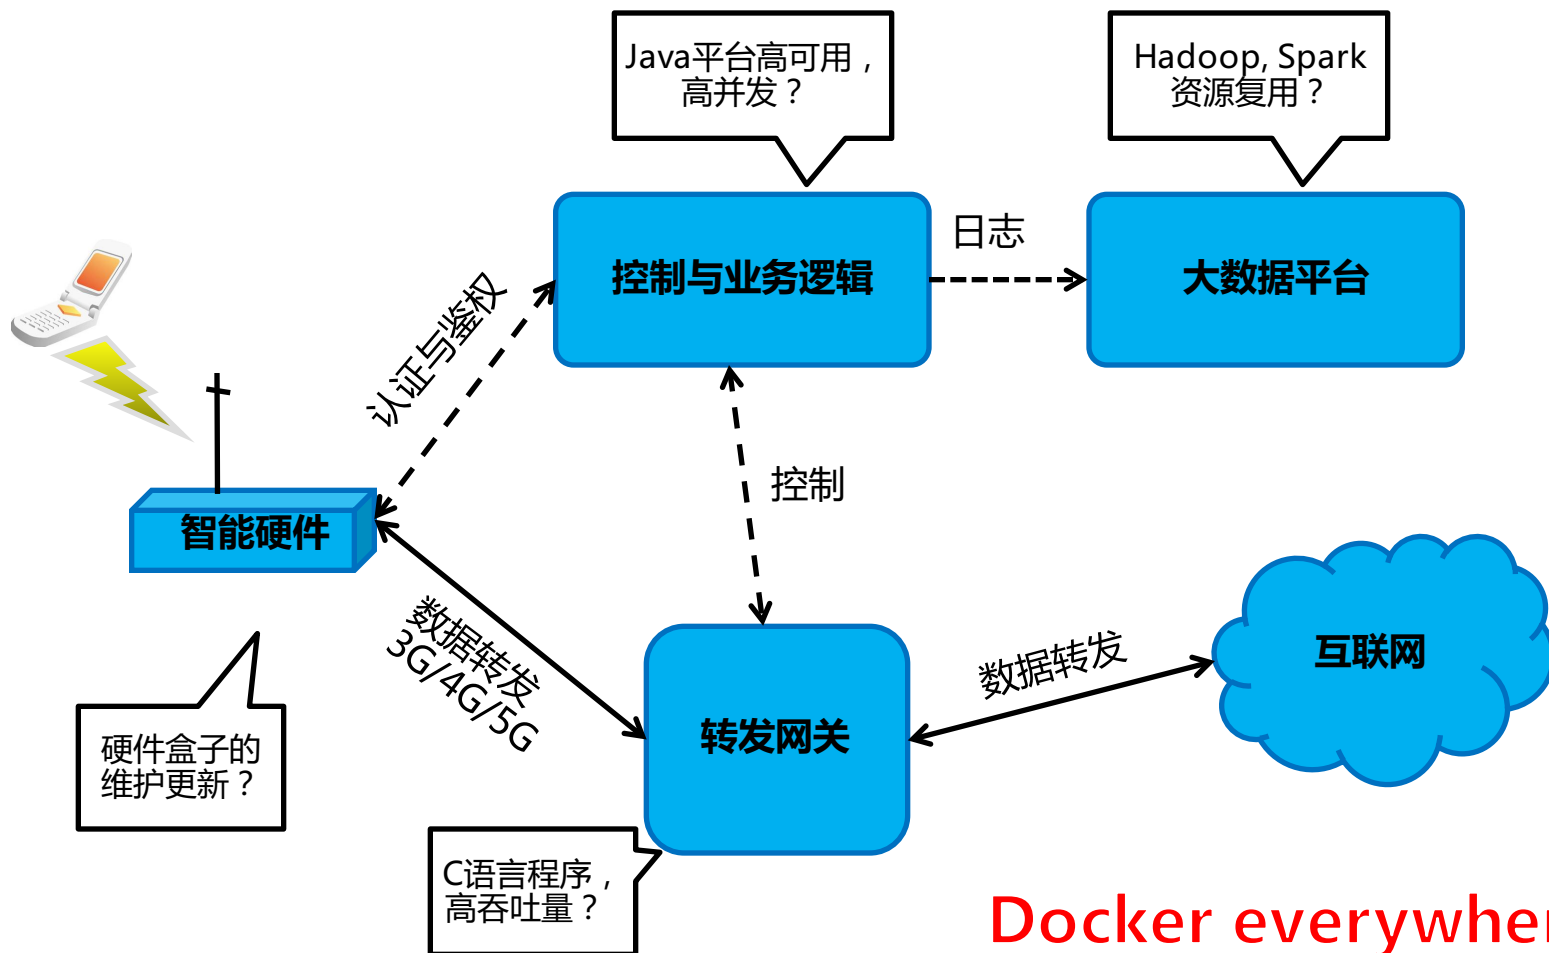 Java平台高可用，
高并发？
Hadoop, Spark
资源复用？
控制与业务逻辑
日志
大数据平台
认证与鉴权
控制
智能硬件
数据转发
3G/4G/5G
数据转发
互联网
转发网关
硬件盒子的
维护更新？
C语言程序，
高吞吐量？
Docker everywher